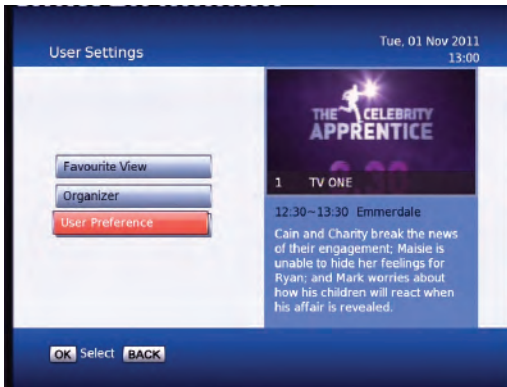 User Settings
Tue, 01 Nov 2011
13:00
Favourite View
Organizer
User Preference
THE CELEBRITY
APPRENTICE
1 TV ONE
12:30~13:30 Emmerdale
Cain and Charity break the news
of their engagement; Maisie is
unable to hide her feelings for
Ryan; and Mark worries about
how his children will react when
his affair is revealed.
OK Select BACK